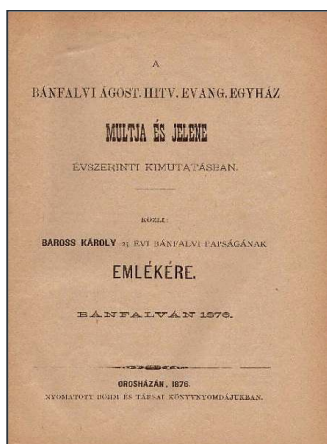 A
BÁNFALVI ÁGOST. HITV. EVANG. EGYHÁZ
MULTJA ÉS JELENE
ÉVSZERINTI KIMUTATÁSBAN.
KÖZLI:
BAROSS KÁROLY 25 ÉVI BÁNFALVI PAPSÁGÁNAK
EMLÉKÉRE.
BÁNFALVÁN 1876.
OROSHÁZÁN, 1876.
NYOMATOTT BÖHM ÉS TÁRSAI KÖNYVNYOMDÁJUKBAN.